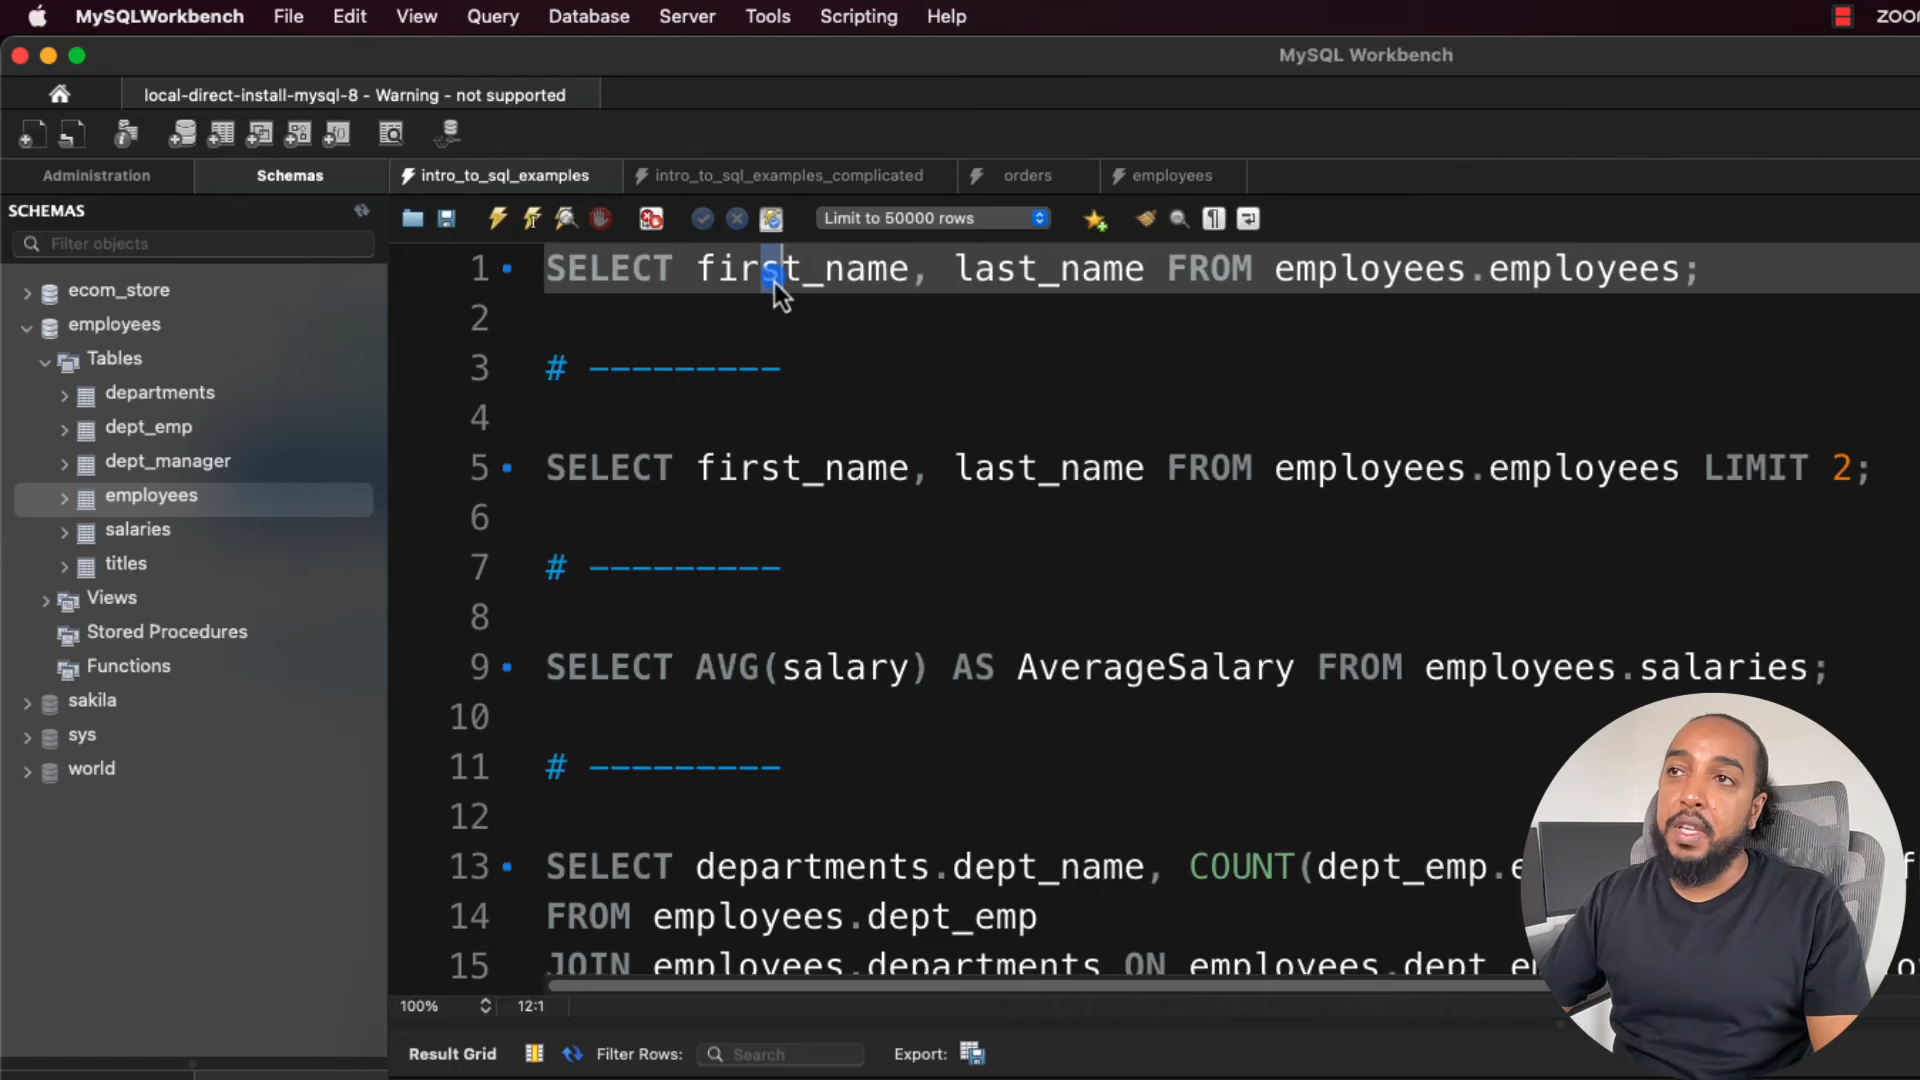 MySQLWorkbench File Edit View Query Database Server Tools Scripting Help
MySQL Workbench
local-direct-install-mysql-8 - Warning - not supported
Administration Schemas
intro_to_sql_examples intro_to_sql_examples_complicated orders employees
SCHEMAS
Filter objects
Limit to 50000 rows
ecom_store
employees
Tables
departments
dept_emp
dept_manager
employees
salaries
titles
Views
Stored Procedures
Functions
sakila
sys
world
1 SELECT first_name, last_name FROM employees.employees;
2
3 # ---------
4
5 SELECT first_name, last_name FROM employees.employees LIMIT 2;
6
7 # ---------
8
9 SELECT AVG(salary) AS AverageSalary FROM employees.salaries;
10
11 # ---------
12
13 SELECT departments.dept_name, COUNT(dept_emp.
14 FROM employees.dept_emp
15 JOIN employees.departments ON employees.dept
100% 12:1
Result Grid Filter Rows: Search Export: